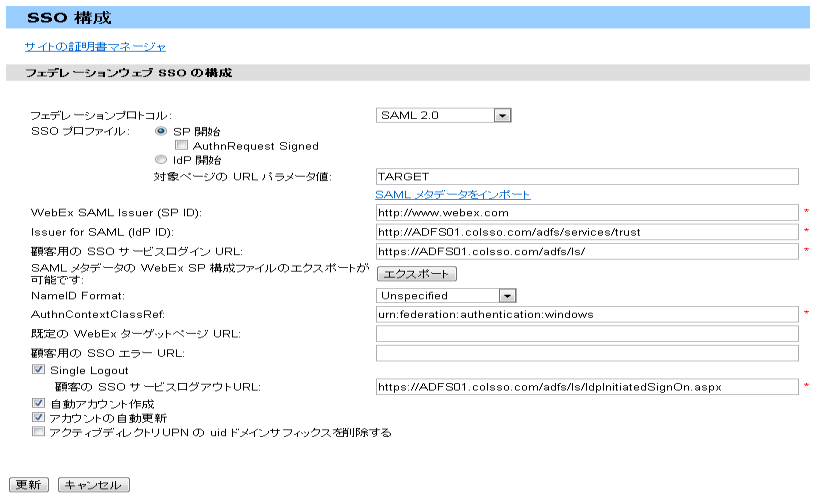 SSO 構成
サイトの証明書マネージャ
フェデレーションウェブ SSO の構成
フェデレーションプロトコル: SAML 2.0
SSO プロファイル: SP 開始
AuthnRequest Signed
IdP 開始
対象ページの URL パラメータ値: TARGET
SAML メタデータをインポート
WebEx SAML Issuer (SP ID): http://www.webex.com *
Issuer for SAML (IdP ID): http://ADFS01.colsso.com/adfs/services/trust *
顧客用の SSO サービスログイン URL: https://ADFS01.colsso.com/adfs/ls/ *
SAML メタデータの WebEx SP 構成ファイルのエクスポートが
可能です: エクスポート
NameID Format: Unspecified
AuthnContextClassRef: urn:federation:authentication:windows *
既定の WebEx ターゲットページ URL:
顧客用の SSO エラー URL:
Single Logout
顧客の SSO サービスログアウトURL: https://ADFS01.colsso.com/adfs/ls/IdpInitiatedSignOn.aspx *
自動アカウント作成
アカウントの自動更新
アクティブディレクトリUPN の uid ドメインサフィックスを削除する
更新 キャンセル